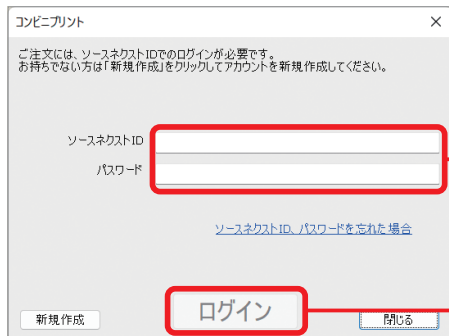 コンビニプリント
ご注文には、ソースネクストIDでのログインが必要です。
お持ちでない方は「新規作成」をクリックしてアカウントを新規作成してください。
ソースネクストID
パスワード
ソースネクストID、パスワードを忘れた場合
新規作成
ログイン
閉じる